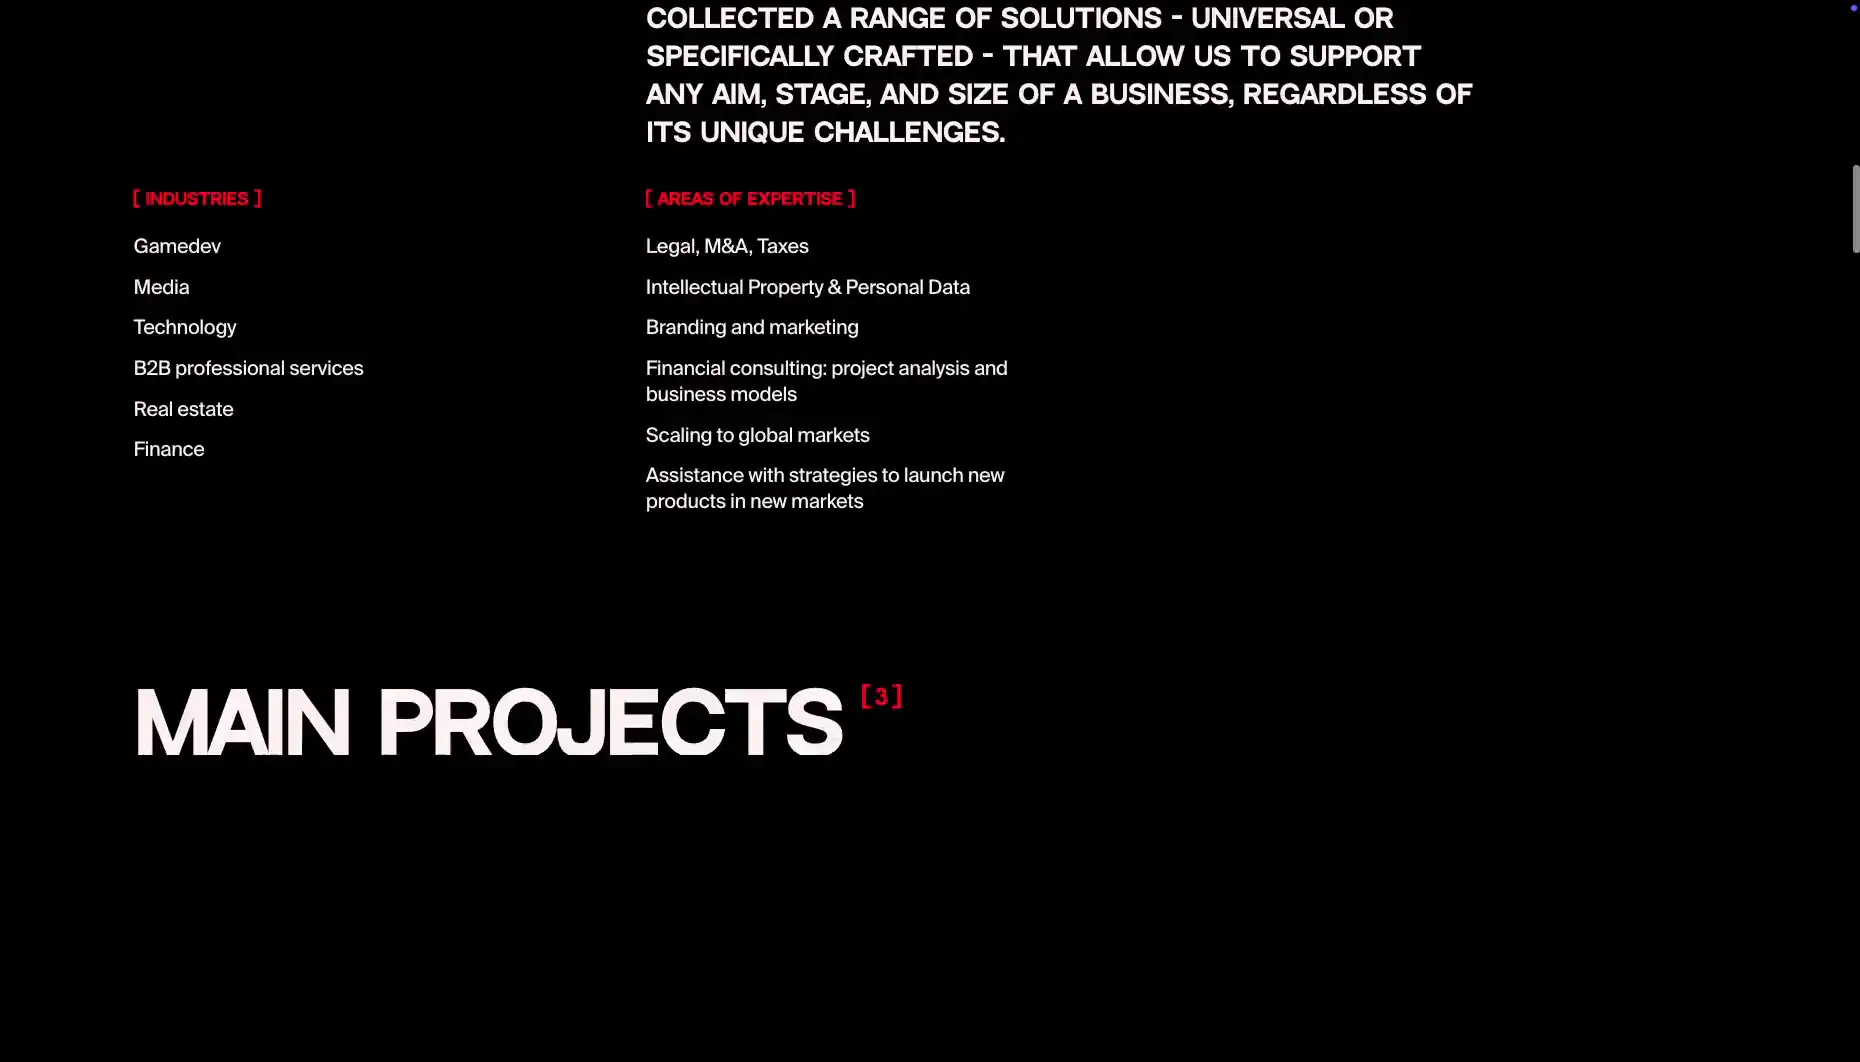 COLLECTED A RANGE OF SOLUTIONS - UNIVERSAL OR
SPECIFICALLY CRAFTED - THAT ALLOW US TO SUPPORT
ANY AIM, STAGE, AND SIZE OF A BUSINESS, REGARDLESS OF
ITS UNIQUE CHALLENGES.
[ INDUSTRIES ]
Gamedev
Media
Technology
B2B professional services
Real estate
Finance
[ AREAS OF EXPERTISE ]
Legal, M&A, Taxes
Intellectual Property & Personal Data
Branding and marketing
Financial consulting: project analysis and
business models
Scaling to global markets
Assistance with strategies to launch new
products in new markets
MAIN PROJECTS [3]